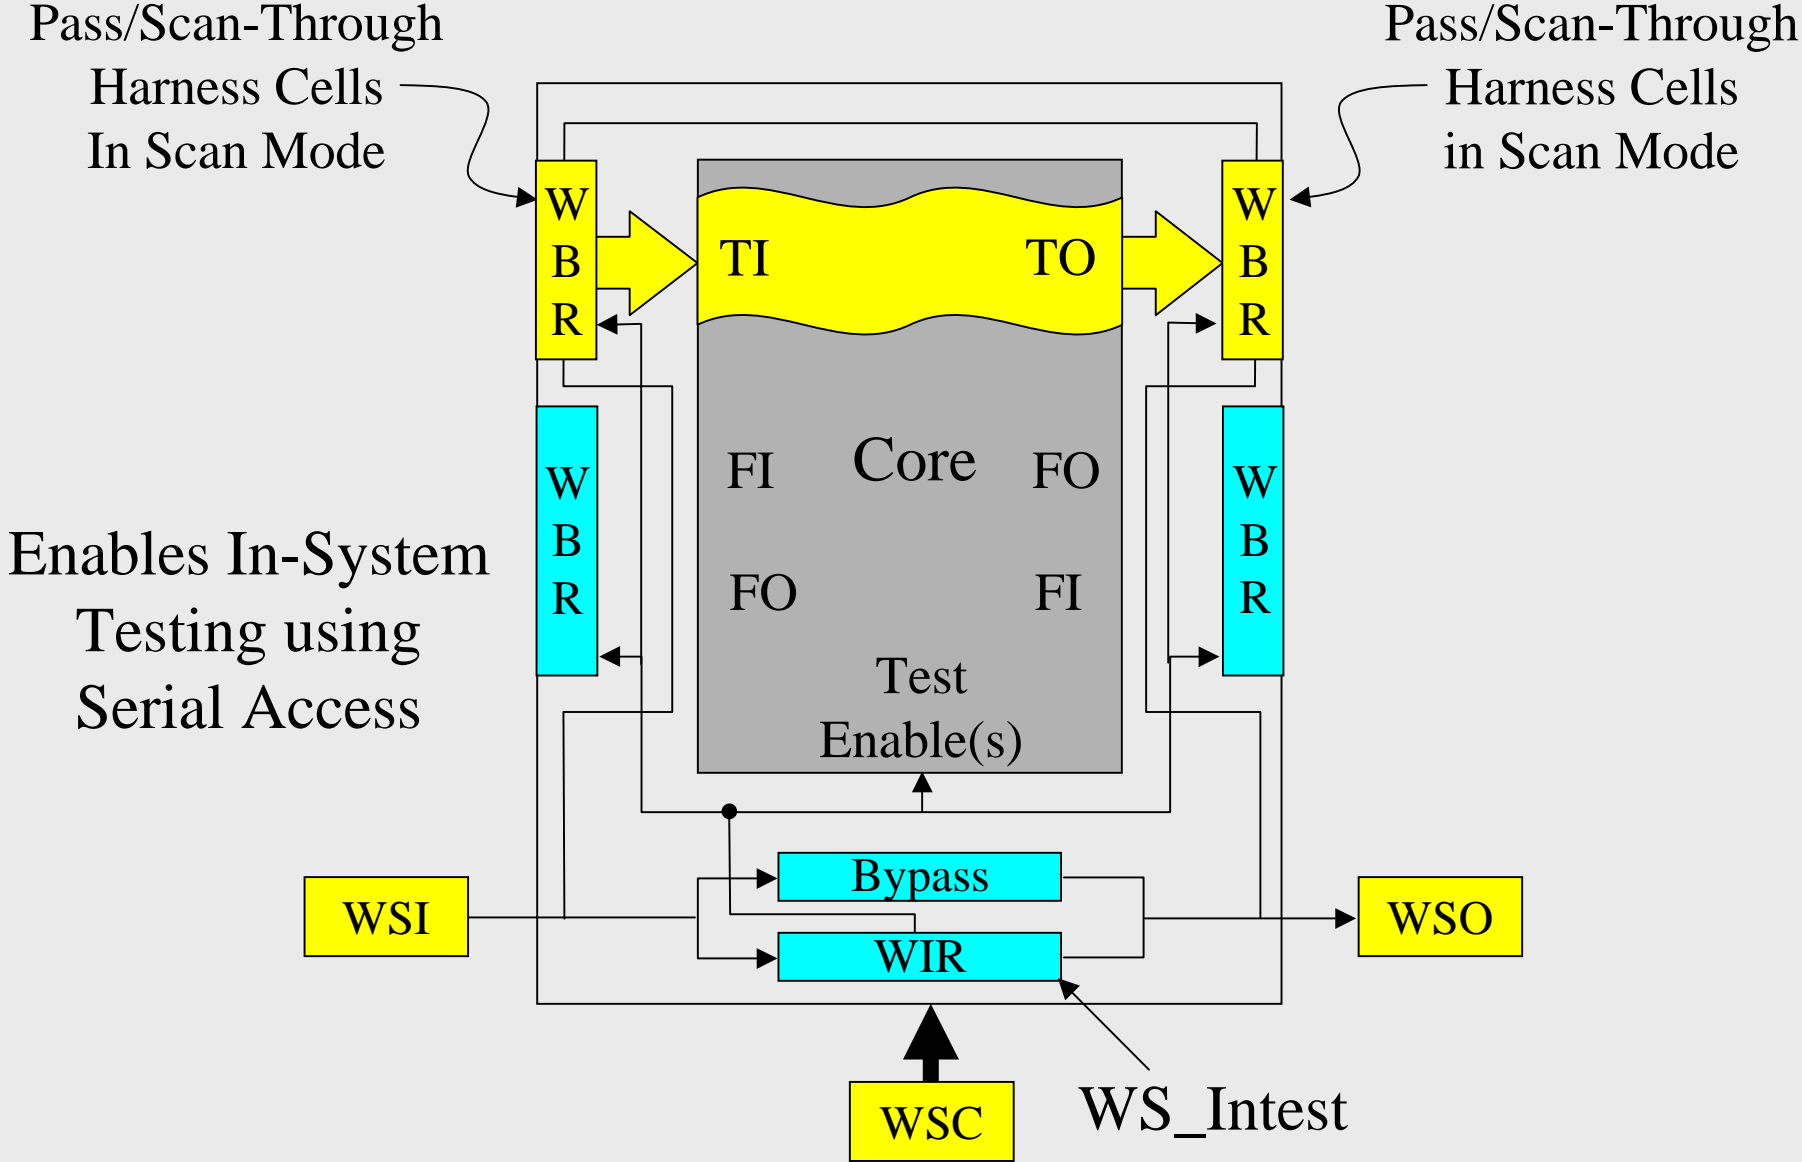 Pass/Scan-Through
Harness Cells
In Scan Mode
Pass/Scan-Through
Harness Cells
in Scan Mode
W
B
R
TI
TO
W
B
R
W
B
R
FI
Core
FO
W
B
R
FO
FI
Enables In-System
Testing using
Serial Access
Test
Enable(s)
Bypass
WSI
WSO
WIR
WS_Intest
WSC